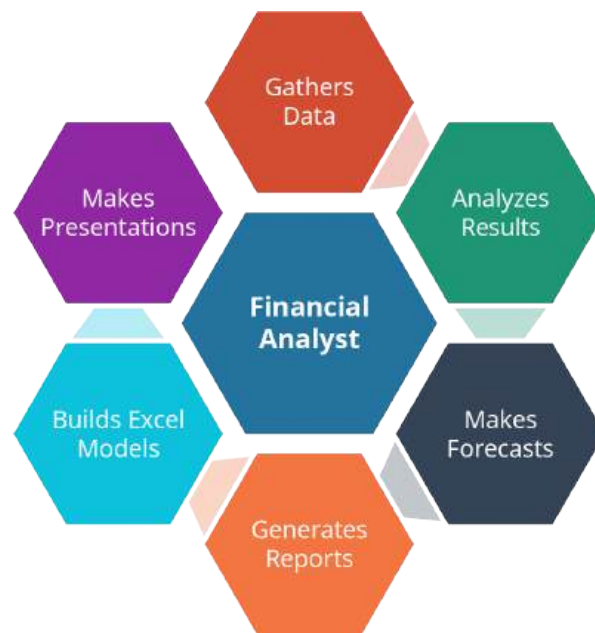 Gathers
Data
Analyzes
Results
Makes
Forecasts
Generates
Reports
Builds Excel
Models
Makes
Presentations
Financial
Analyst